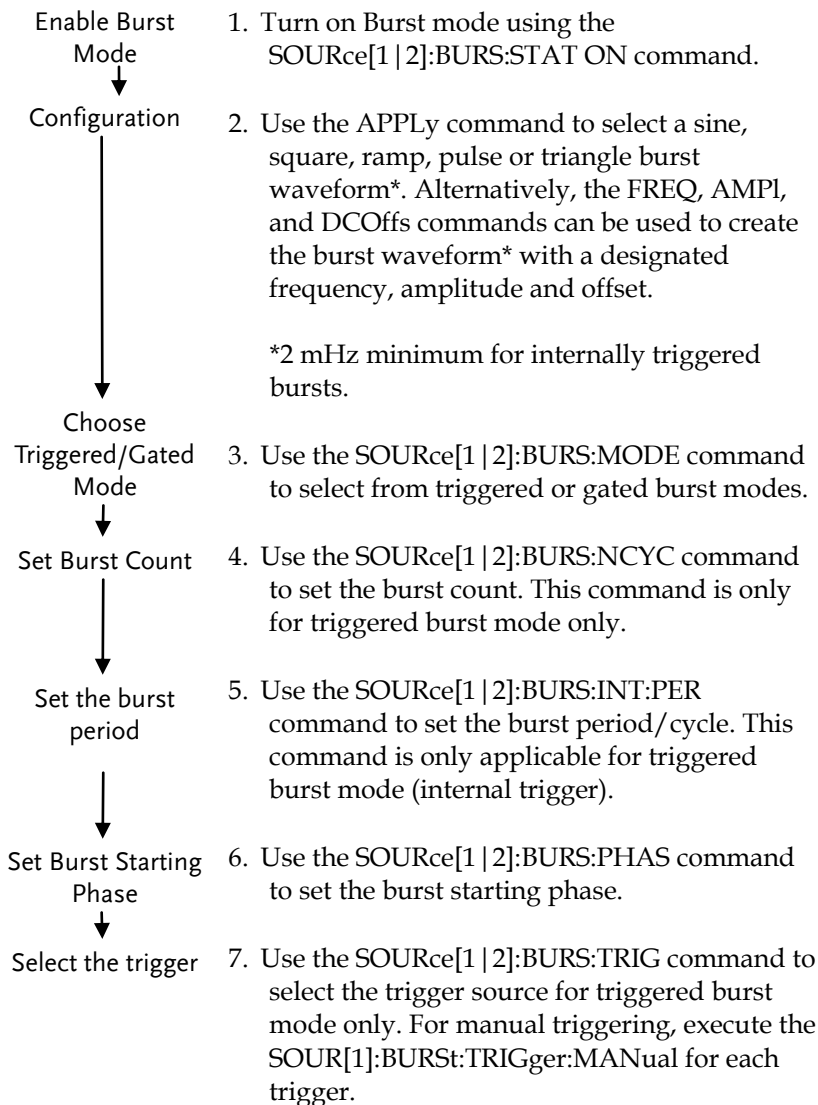 Enable Burst
Mode
1. Turn on Burst mode using the
SOURce[1|2]:BURS:STAT ON command.
Configuration
2. Use the APPLy command to select a sine,
square, ramp, pulse or triangle burst
waveform*. Alternatively, the FREQ, AMPl,
and DCOffs commands can be used to create
the burst waveform* with a designated
frequency, amplitude and offset.
*2 mHz minimum for internally triggered
bursts.
Choose
Triggered/Gated
Mode
3. Use the SOURce[1|2]:BURS:MODE command
to select from triggered or gated burst modes.
Set Burst Count
4. Use the SOURce[1|2]:BURS:NCYC command
to set the burst count. This command is only
for triggered burst mode only.
Set the burst
period
5. Use the SOURce[1|2]:BURS:INT:PER
command to set the burst period/cycle. This
command is only applicable for triggered
burst mode (internal trigger).
Set Burst Starting
Phase
6. Use the SOURce[1|2]:BURS:PHAS command
to set the burst starting phase.
Select the trigger
7. Use the SOURce[1|2]:BURS:TRIG command to
select the trigger source for triggered burst
mode only. For manual triggering, execute the
SOUR[1]:BURSt:TRIGger:MANual for each
trigger.